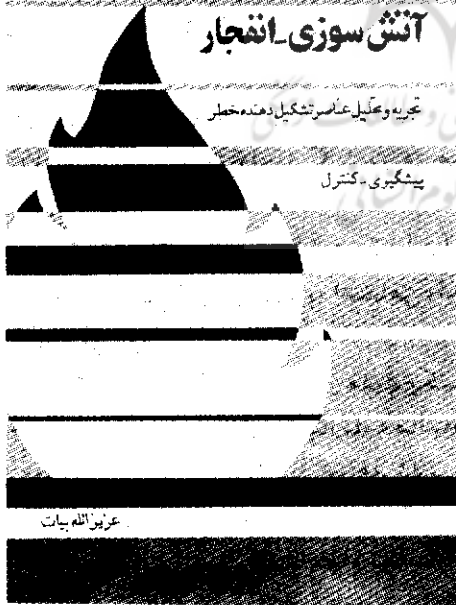 آتش سوزی-انفجار
تجزیه و تحلیل عناصر تشکیل دهنده خطر
پیشگیری-کنترل
عزیزالله بیات